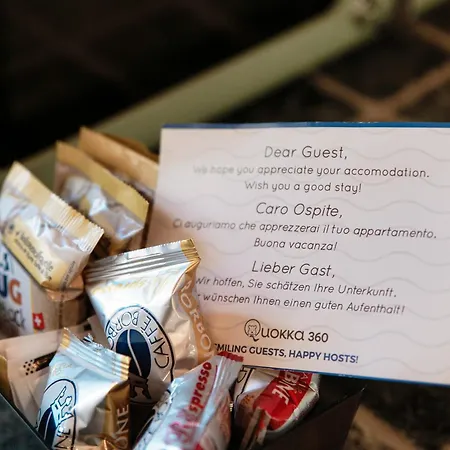 Dear Guest,
We hope you appreciate your accomodation.
Wish you a good stay!
Caro Ospite,
Ci auguriamo che apprezzerai il tuo appartamento.
Buona vacanza!
Lieber Gast,
Wir hoffen, Sie schätzen Ihre Unterkunft.
wünschen Ihnen einen guten Aufenthalt!
QUOKKA 360
SMILING GUESTS, HAPPY HOSTS!
CAFFÈ BORBONE
espresso